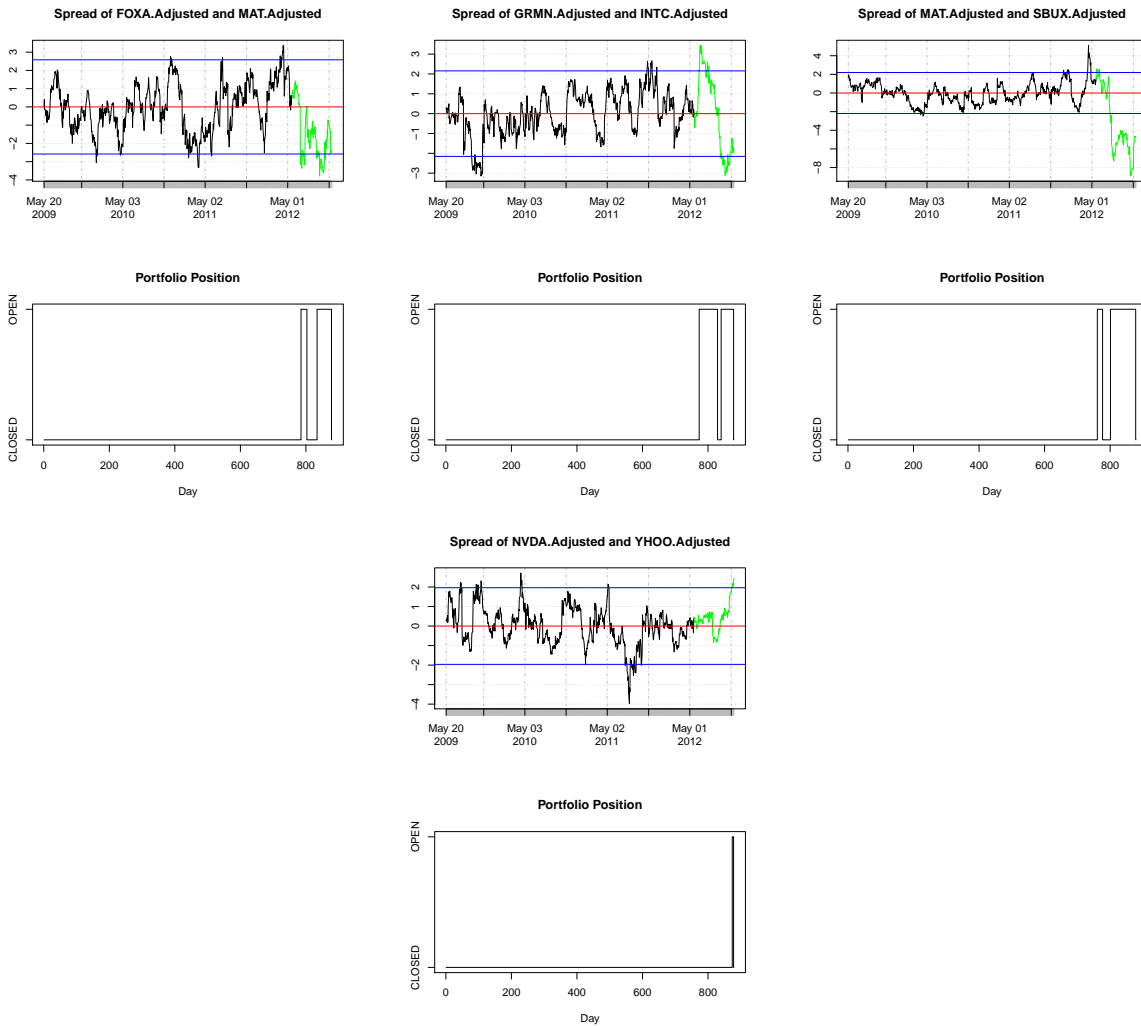 Spread of FOXA.Adjusted and MAT.Adjusted
3
2
1
0
−2
−4
May 20 2009
May 03 2010
May 02 2011
May 01 2012
Spread of GRMN.Adjusted and INTC.Adjusted
3
2
1
0
−1
−3
May 20 2009
May 03 2010
May 02 2011
May 01 2012
Spread of MAT.Adjusted and SBUX.Adjusted
4
2
0
−4
−8
May 20 2009
May 03 2010
May 02 2011
May 01 2012
Portfolio Position
OPEN
CLOSED
0 200 400 600 800
Day
Portfolio Position
OPEN
CLOSED
0 200 400 600 800
Day
Portfolio Position
OPEN
CLOSED
0 200 400 600 800
Day
Spread of NVDA.Adjusted and YHOO.Adjusted
2
1
0
−2
−4
May 20 2009
May 03 2010
May 02 2011
May 01 2012
Portfolio Position
OPEN
CLOSED
0 200 400 600 800
Day